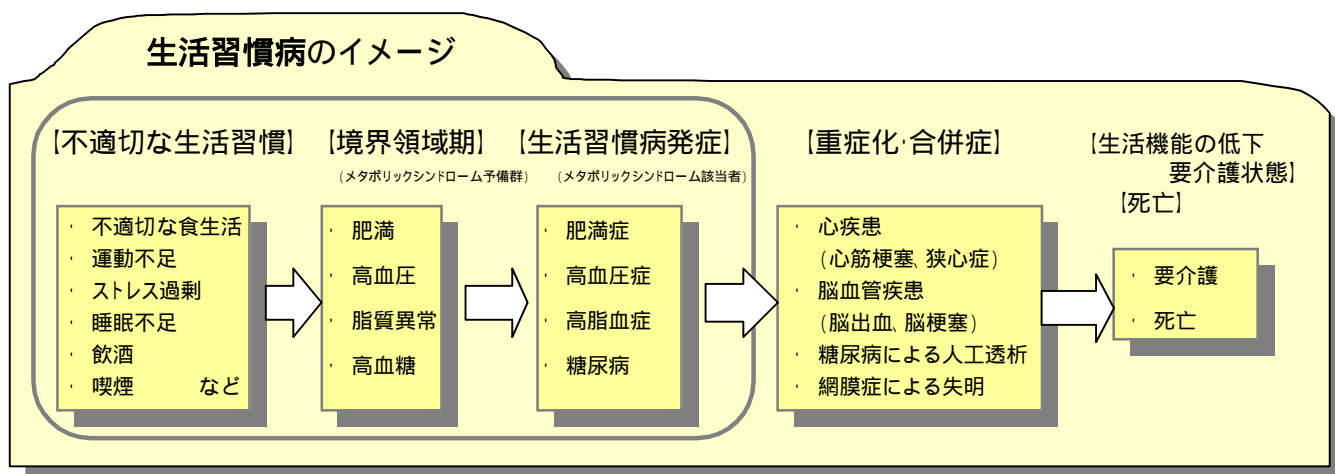 生活習慣病のイメージ
【不適切な生活習慣】
・ 不適切な食生活
・ 運動不足
・ ストレス過剰
・ 睡眠不足
・ 飲酒
・ 喫煙 など
【境界領域期】
(メタボリックシンドローム予備群)
・ 肥満
・ 高血圧
・ 脂質異常
・ 高血糖
【生活習慣病発症】
(メタボリックシンドローム該当者)
・ 肥満症
・ 高血圧症
・ 高脂血症
・ 糖尿病
【重症化・合併症】
・ 心疾患
(心筋梗塞、狭心症)
・ 脳血管疾患
(脳出血、脳梗塞)
・ 糖尿病による人工透析
・ 網膜症による失明
【生活機能の低下
要介護状態】
【死亡】
・ 要介護
・ 死亡